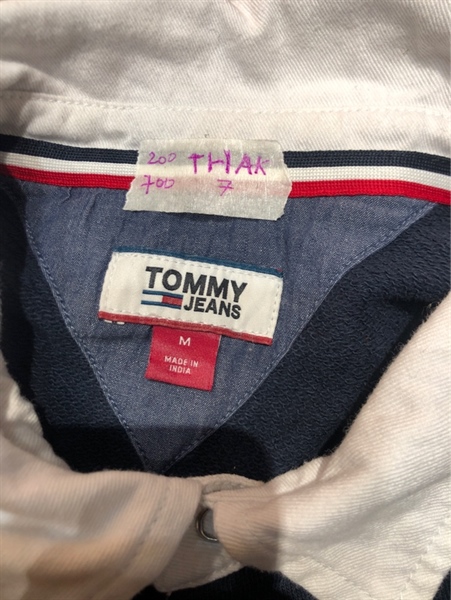 200 THAK
700 7
TOMMY
JEANS
M
MADE IN
INDIA